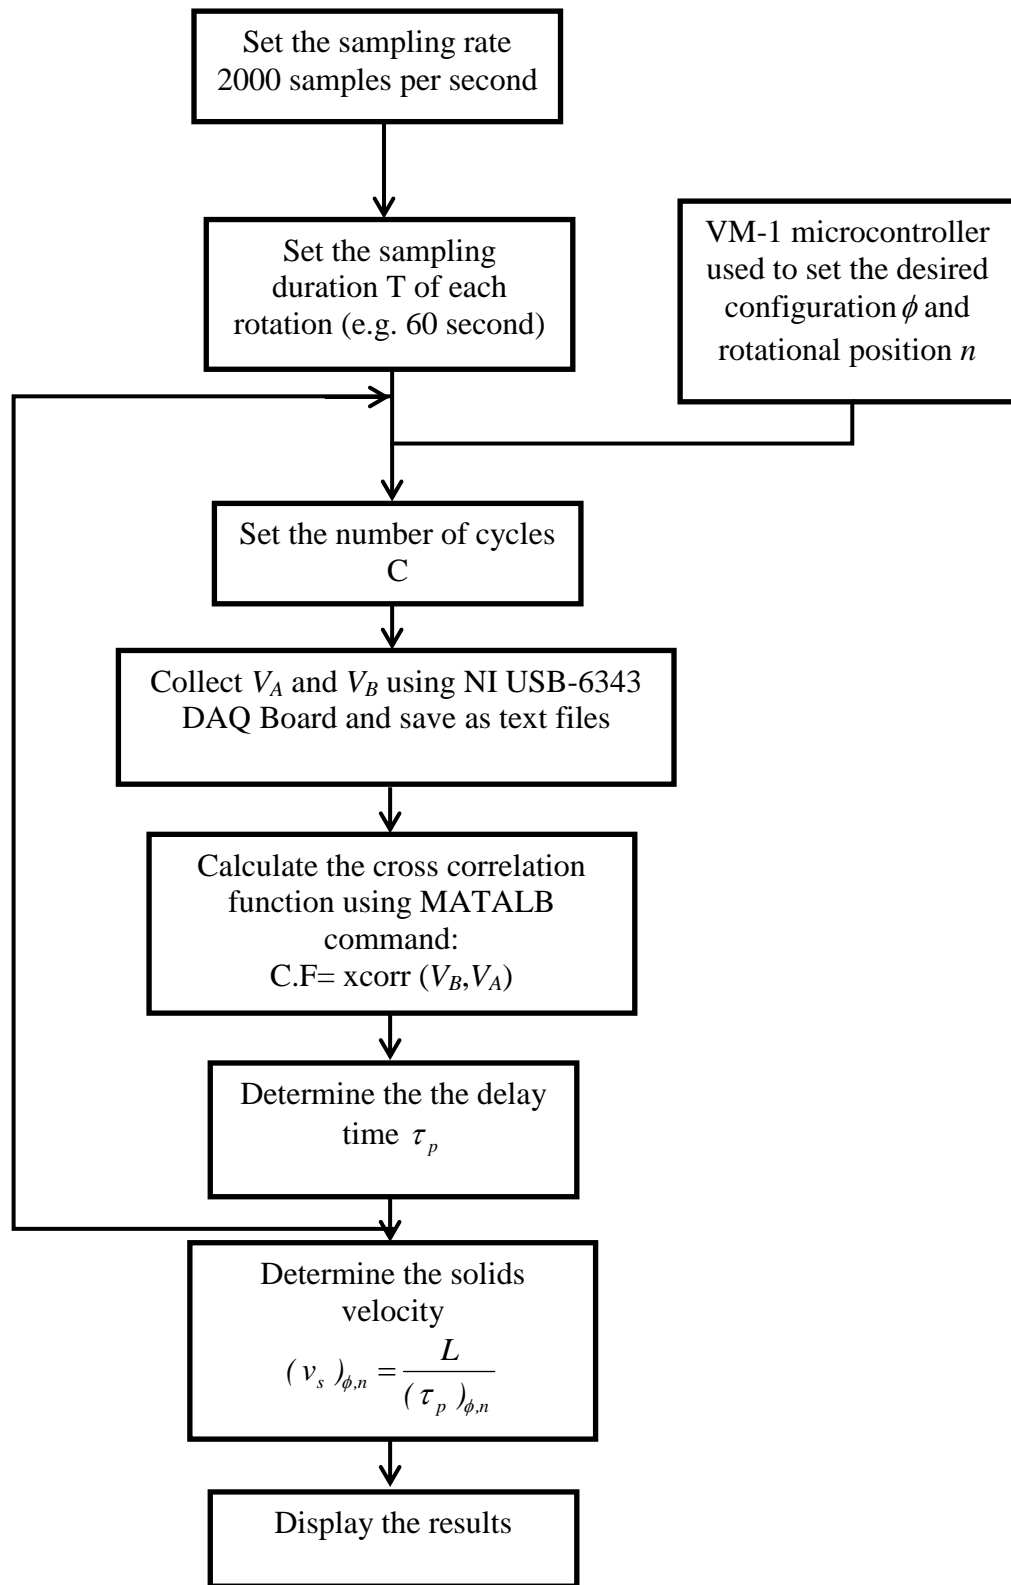 Set the sampling rate
2000 samples per second
Set the sampling
duration T of each
rotation (e.g. 60 second)
VM-1 microcontroller
used to set the desired
configuration ϕ and
rotational position n
Set the number of cycles
C
Collect V_A and V_B using NI USB-6343
DAQ Board and save as text files
Calculate the cross correlation
function using MATALB
command:
C.F= xcorr (V_B,V_A)
Determine the the delay
time τ_p
Determine the solids
velocity
( v_s )_ϕ,n = L / ( τ_p )_ϕ,n
Display the results